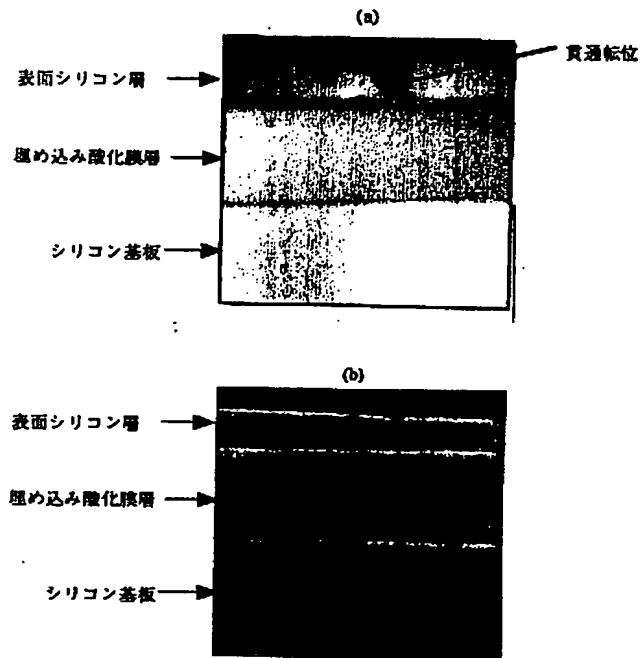 (a)
貫通転位
表面シリコン層
埋め込み酸化膜層
シリコン基板
(b)
表面シリコン層
埋め込み酸化膜層
シリコン基板